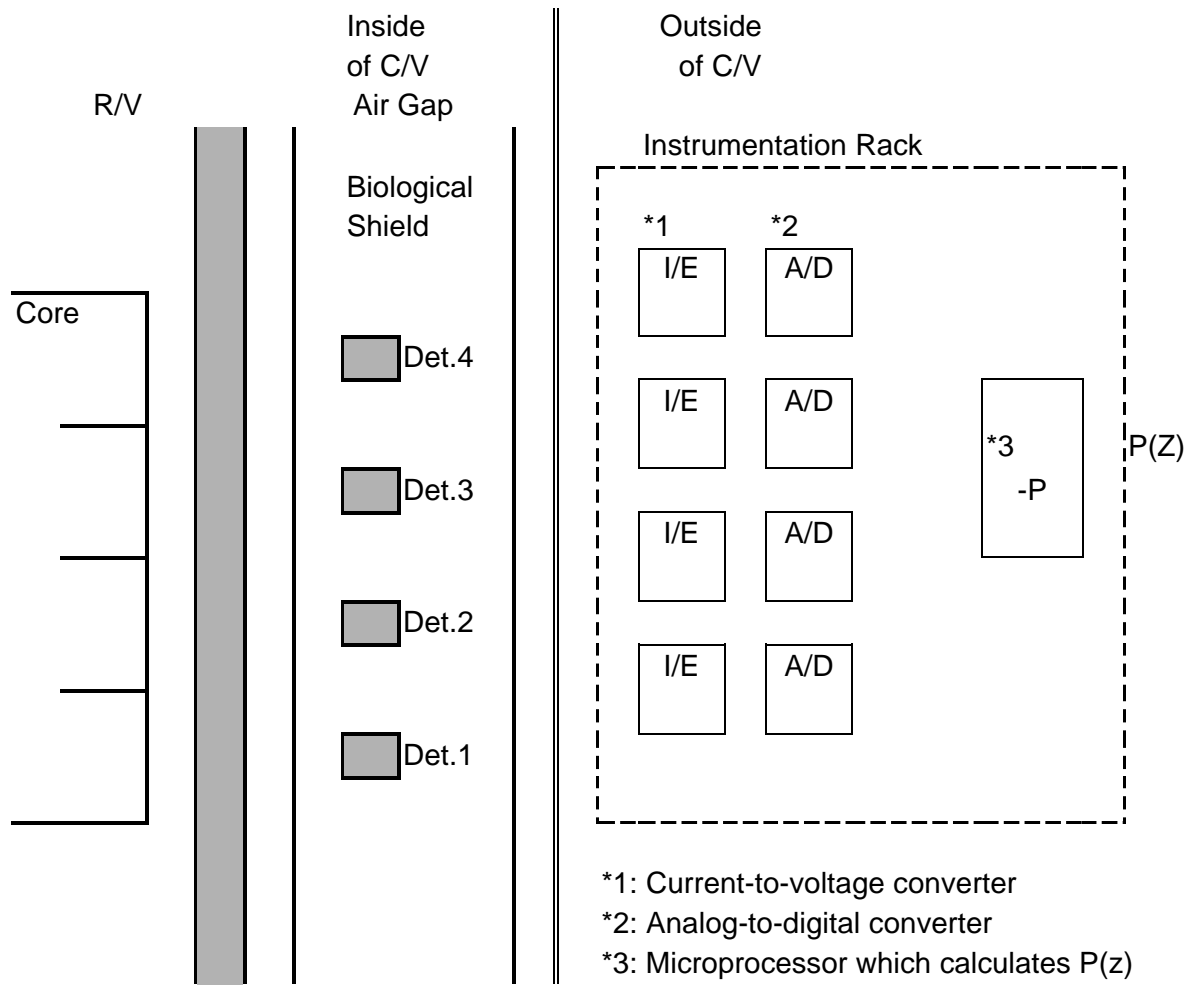 Inside
of C/V
Outside
of C/V
R/V
Air Gap
Instrumentation Rack
Biological
Shield
*1
*2
I/E
A/D
Core
Det.4
I/E
A/D
*3
-P
P(Z)
Det.3
I/E
A/D
Det.2
I/E
A/D
Det.1
*1: Current-to-voltage converter
*2: Analog-to-digital converter
*3: Microprocessor which calculates P(z)